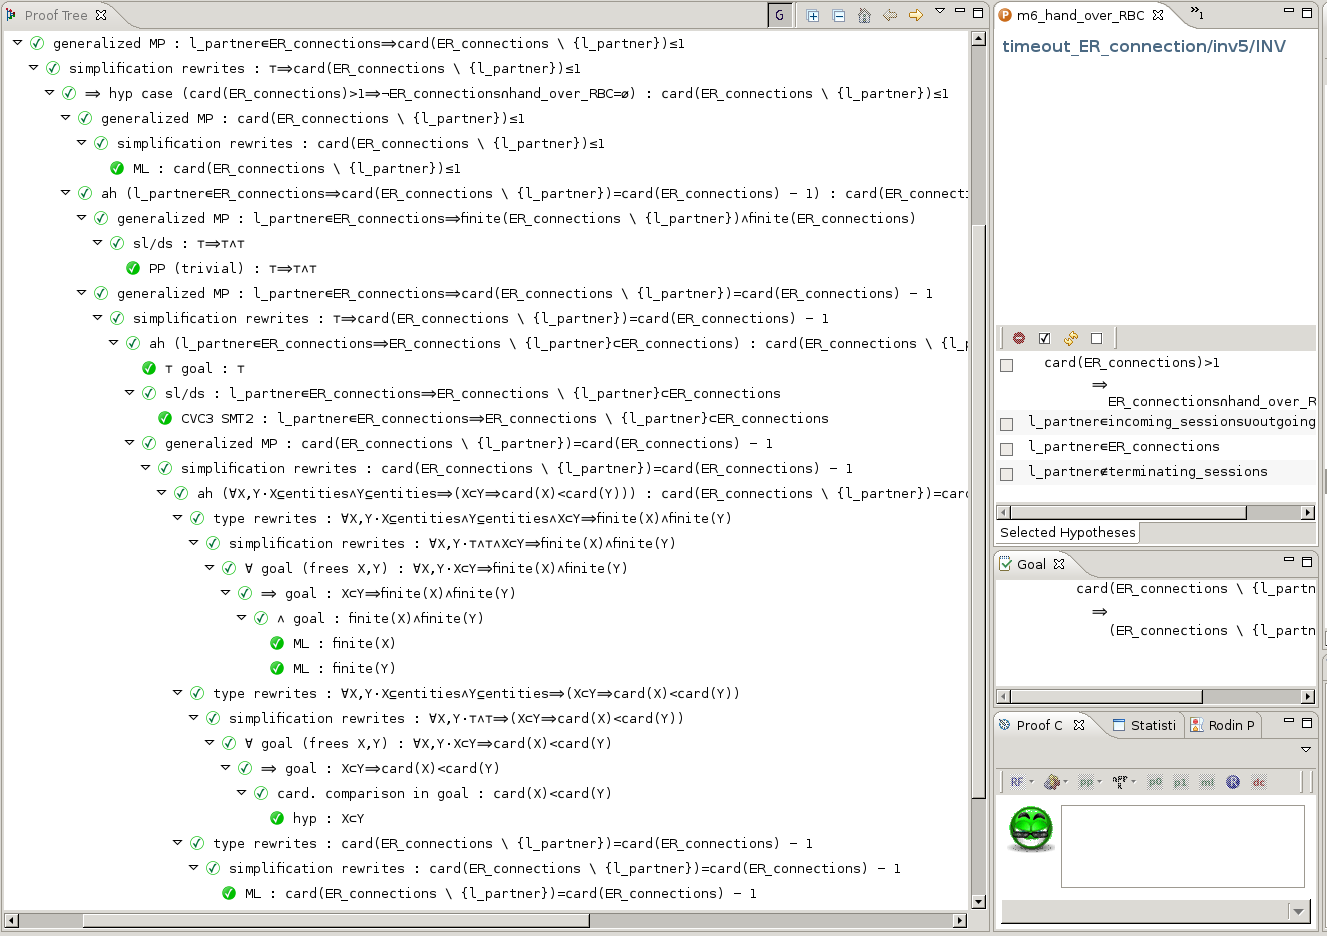 Proof Tree
G
generalized MP : l_partner∈ER_connections⇒card(ER_connections ∖ {l_partner})≤1
simplification rewrites : ⊤⇒card(ER_connections ∖ {l_partner})≤1
⇒ hyp case (card(ER_connections)>1⇒¬ER_connections∩hand_over_RBC=∅) : card(ER_connections ∖ {l_partner})≤1
generalized MP : card(ER_connections ∖ {l_partner})≤1
simplification rewrites : card(ER_connections ∖ {l_partner})≤1
ML : card(ER_connections ∖ {l_partner})≤1
ah (l_partner∈ER_connections⇒card(ER_connections ∖ {l_partner})=card(ER_connections) − 1) : card(ER_connecti
generalized MP : l_partner∈ER_connections⇒finite(ER_connections ∖ {l_partner})∧finite(ER_connections)
sl/ds : ⊤⇒⊤∧⊤
PP (trivial) : ⊤⇒⊤∧⊤
generalized MP : l_partner∈ER_connections⇒card(ER_connections ∖ {l_partner})=card(ER_connections) − 1
simplification rewrites : ⊤⇒card(ER_connections ∖ {l_partner})=card(ER_connections) − 1
ah (l_partner∈ER_connections⇒ER_connections ∖ {l_partner}⊂ER_connections) : card(ER_connections ∖ {l_p
⊤ goal : ⊤
sl/ds : l_partner∈ER_connections⇒ER_connections ∖ {l_partner}⊂ER_connections
CVC3 SMT2 : l_partner∈ER_connections⇒ER_connections ∖ {l_partner}⊂ER_connections
generalized MP : card(ER_connections ∖ {l_partner})=card(ER_connections) − 1
simplification rewrites : card(ER_connections ∖ {l_partner})=card(ER_connections) − 1
ah (∀X,Y·X⊆entities∧Y⊆entities⇒(X⊂Y⇒card(X)<card(Y))) : card(ER_connections ∖ {l_partner})=card
type rewrites : ∀X,Y·X⊆entities∧Y⊆entities∧X⊂Y⇒finite(X)∧finite(Y)
simplification rewrites : ∀X,Y·⊤∧⊤∧X⊂Y⇒finite(X)∧finite(Y)
∀ goal (frees X,Y) : ∀X,Y·X⊂Y⇒finite(X)∧finite(Y)
⇒ goal : X⊂Y⇒finite(X)∧finite(Y)
∧ goal : finite(X)∧finite(Y)
ML : finite(X)
ML : finite(Y)
type rewrites : ∀X,Y·X⊆entities∧Y⊆entities⇒(X⊂Y⇒card(X)<card(Y))
simplification rewrites : ∀X,Y·⊤∧⊤⇒(X⊂Y⇒card(X)<card(Y))
∀ goal (frees X,Y) : ∀X,Y·X⊂Y⇒card(X)<card(Y)
⇒ goal : X⊂Y⇒card(X)<card(Y)
card. comparison in goal : card(X)<card(Y)
hyp : X⊂Y
type rewrites : card(ER_connections ∖ {l_partner})=card(ER_connections) − 1
simplification rewrites : card(ER_connections ∖ {l_partner})=card(ER_connections) − 1
ML : card(ER_connections ∖ {l_partner})=card(ER_connections) − 1
m6_hand_over_RBC
»1
timeout_ER_connection/inv5/INV
card(ER_connections)>1
⇒
ER_connections∩hand_over_R
l_partner∈incoming_sessions∪outgoing
l_partner∈ER_connections
l_partner∉terminating_sessions
Selected Hypotheses
Goal
card(ER_connections ∖ {l_partn
⇒
(ER_connections ∖ {l_partn
Proof C
Statisti
Rodin P
RF
pp
p0
p1
ml
R
dc